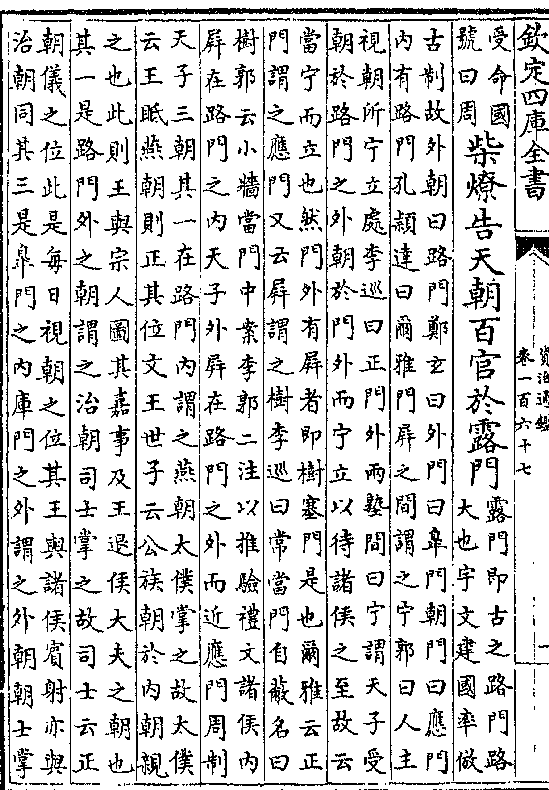 欽定四庫全書
資治通鑑
卷一百六十七
受命國
號曰周
柴燎告天朝百官於露門
露門即古之路門路
大也宇文建國率倣
古制故外朝曰路門鄭玄曰外門曰臯門朝門曰應門
內有路門孔穎達曰爾雅門屏之間謂之宁郭曰人主
視朝所宁立處李巡曰正門外兩塾間曰宁謂天子受
朝於路門之外朝於門外而宁立以待諸侯之至故云
當宁而立也然門外有屏者即樹塞門是也爾雅云正
門謂之應門又云屏謂之樹李巡曰常當門自蔽名曰
樹郭云小牆當門中案李郭二注以推驗禮文諸侯內
屏在路門之內天子外屏在路門之外而近應門周制
天子三朝其一在路門內謂之燕朝太僕掌之故太僕
云王眡燕朝則正其位文王世子云公族朝於內朝親
之也此則王與宗人圖其嘉事及王退俟大夫之朝也
其一是路門外之朝謂之治朝司士掌之故司士云正
朝儀之位此是每日視朝之位其王與諸侯賓射亦與
治朝同其三是臯門之內庫門之外謂之外朝朝士掌